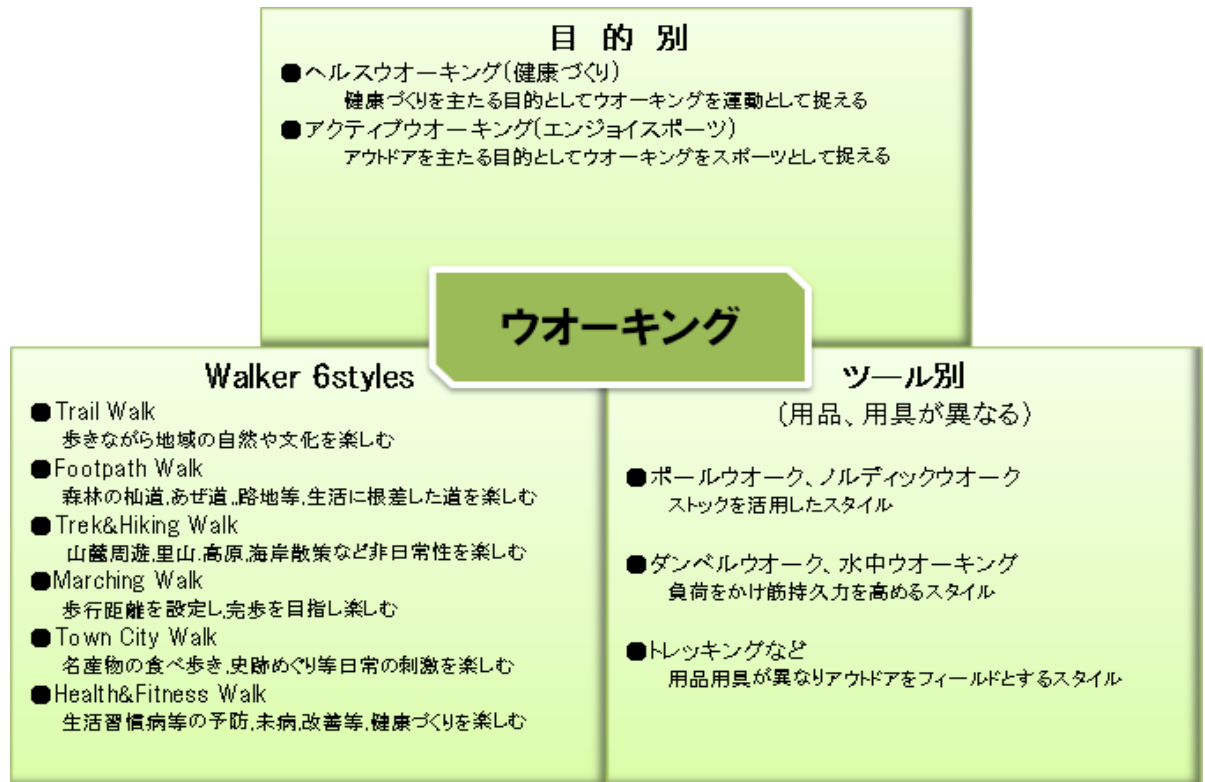 目 的 別
●ヘルスウオーキング(健康づくり)
健康づくりを主たる目的としてウオーキングを運動として捉える
●アクティブウオーキング(エンジョイスポーツ)
アウトドアを主たる目的としてウオーキングをスポーツとして捉える
ウオーキング
Walker 6styles
●Trail Walk
歩きながら地域の自然や文化を楽しむ
●Footpath Walk
森林の杣道,あぜ道,路地等,生活に根差した道を楽しむ
●Trek&Hiking Walk
山麓周遊,里山,高原,海岸散策など非日常性を楽しむ
●Marching Walk
歩行距離を設定し,完歩を目指し楽しむ
●Town City Walk
名産物の食べ歩き,史跡めぐり等日常の刺激を楽しむ
●Health&Fitness Walk
生活習慣病等の予防,未病,改善等,健康づくりを楽しむ
ツール別
(用品、用具が異なる)
●ポールウオーク、ノルディックウオーク
ストックを活用したスタイル
●ダンベルウオーク、水中ウオーキング
負荷をかけ筋持久力を高めるスタイル
●トレッキングなど
用品用具が異なりアウトドアをフィールドとするスタイル